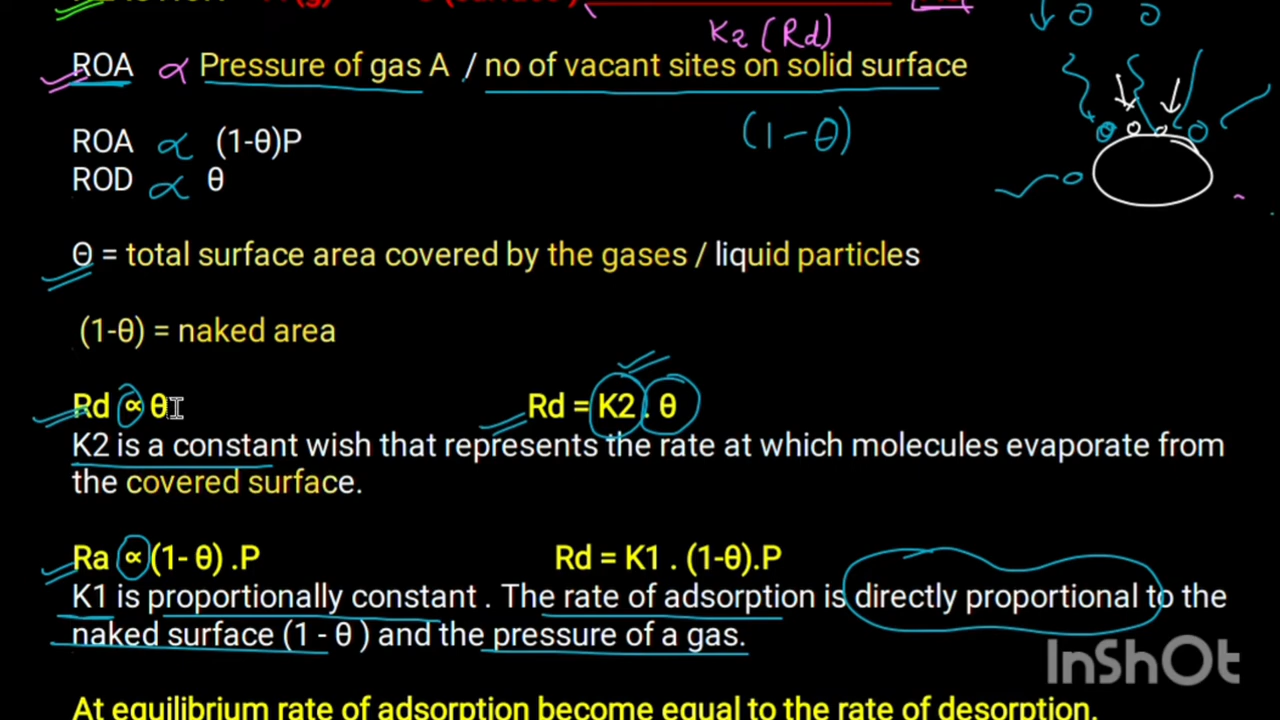 K2 (Rd)
ROA ∝ Pressure of gas A / no of vacant sites on solid surface
(1-θ)
ROA ∝ (1-θ)P
ROD ∝ θ
Θ = total surface area covered by the gases / liquid particles
(1-θ) = naked area
Rd ∝ θ
Rd = K2 . θ
K2 is a constant wish that represents the rate at which molecules evaporate from
the covered surface.
Ra ∝ (1- θ) .P
Rd = K1 . (1-θ).P
K1 is proportionally constant . The rate of adsorption is directly proportional to the
naked surface (1 - θ ) and the pressure of a gas.
InShOt
At equilibrium rate of adsorption become equal to the rate of desorption.